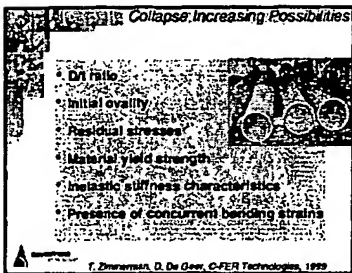 Collapse Increasing Possibilities
• D/t ratio
• Initial ovality
• Residual stresses
• Material yield strength
• Inelastic stiffness characteristics
• Presence of concurrent bending strains
T. Zimmerman, D. De Geer, C-FER Technologies, 1999